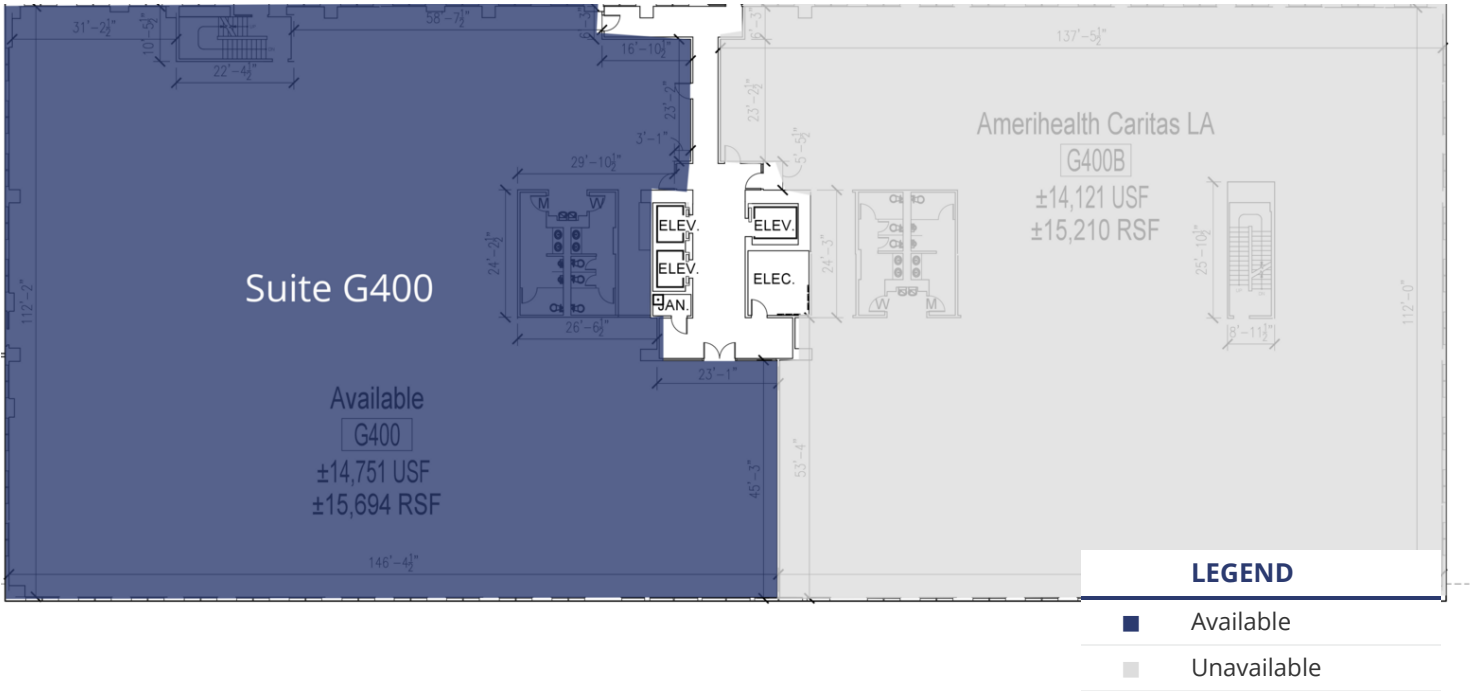 31'-2½"
10'-5½"
22'-4½"
58'-7½"
6'-3"
16'-10½"
23'-2"
3'-1"
29'-10½"
6'-3"
137'-5½"
23'-2½"
5'-5½"
Amerihealth Caritas LA
G400B
±14,121 USF
±15,210 RSF
M W
ELEV.
ELEV.
ELEV.
ELEC.
JAN.
24'-2½"
26'-6½"
24'-3"
W M
25'-10½"
8'-11½"
112'-2"
112'-0"
Suite G400
23'-1"
Available
G400
±14,751 USF
±15,694 RSF
45'-3"
53'-4"
146'-4½"
LEGEND
Available
Unavailable